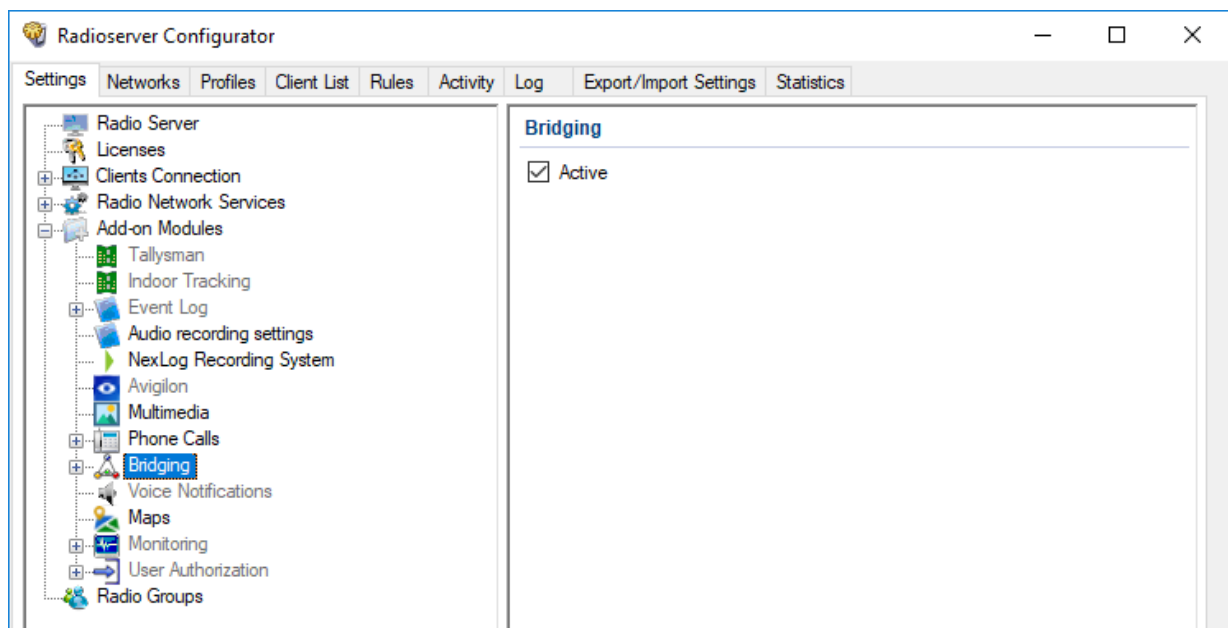 Radioserver Configurator
Settings Networks Profiles Client List Rules Activity Log Export/Import Settings Statistics
Radio Server
Licenses
Clients Connection
Radio Network Services
Add-on Modules
Tallysman
Indoor Tracking
Event Log
Audio recording settings
NexLog Recording System
Avigilon
Multimedia
Phone Calls
Bridging
Voice Notifications
Maps
Monitoring
User Authorization
Radio Groups
Bridging
Active